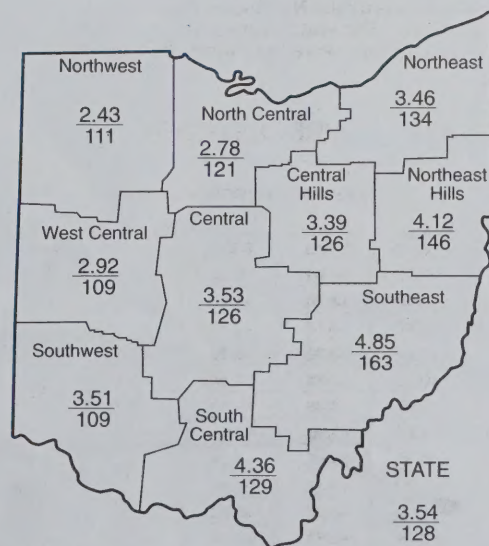 Northwest
2.43
111
North Central
2.78
121
Northeast
3.46
134
Central
Hills
3.39
126
Northeast
Hills
4.12
146
West Central
2.92
109
Central
3.53
126
Southeast
4.85
163
Southwest
3.51
109
South
Central
4.36
129
STATE
3.54
128